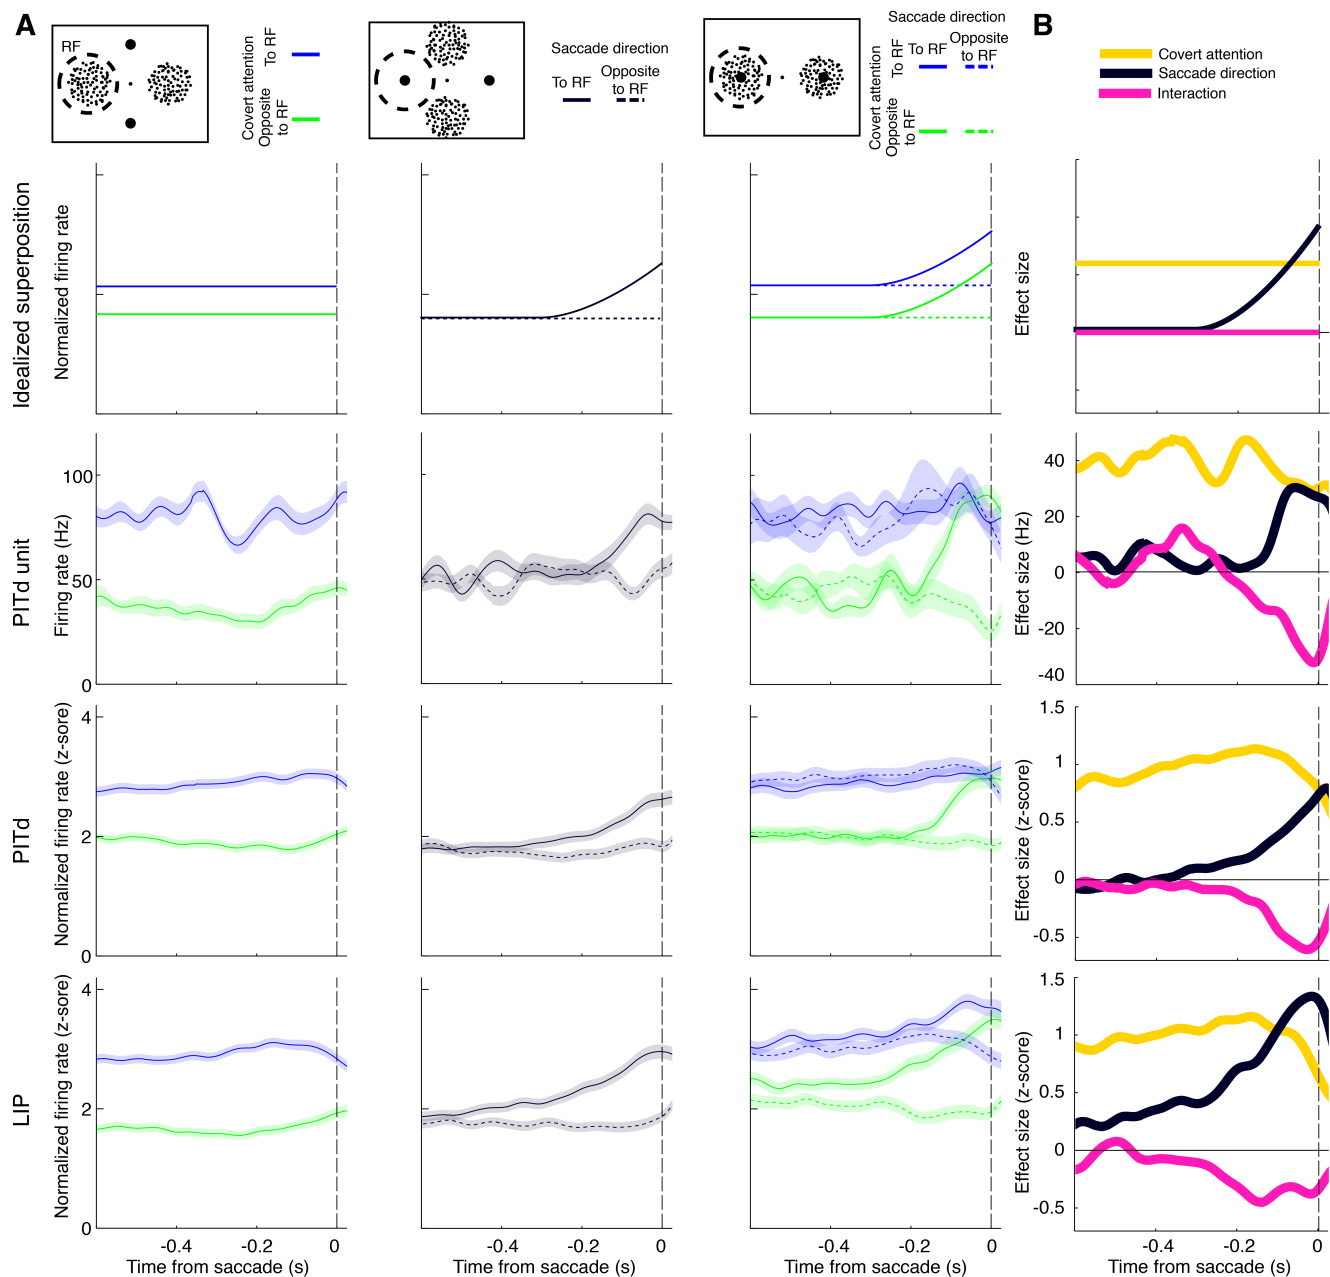 A
RF
Covert attention
Opposite to RF
To RF
Saccade direction
To RF
Opposite
to RF
Saccade direction
To RF
Opposite
to RF
Covert attention
Opposite
to RF
To RF
B
Covert attention
Saccade direction
Interaction
Idealized superposition
Normalized firing rate
Effect size
PITd unit
Firing rate (Hz)
100
50
0
Effect size (Hz)
40
20
0
-20
-40
PITd
Normalized firing rate (z-sore)
4
2
0
Effect size (z-score)
1.5
1
0.5
0
-0.5
LIP
Normalized firing rate (z-sore)
4
2
0
Effect size (z-score)
1.5
1
0.5
0
-0.5
-0.4 -0.2 0
Time from saccade (s)
-0.4 -0.2 0
Time from saccade (s)
-0.4 -0.2 0
Time from saccade (s)
-0.4 -0.2 0
Time from saccade (s)